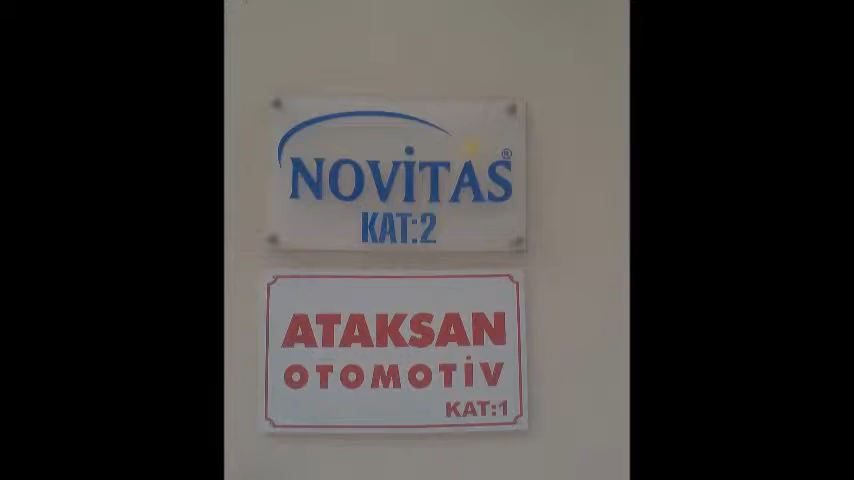 NOVİTAS®
KAT:2
ATAKSAN
OTOMOTİV
KAT:1